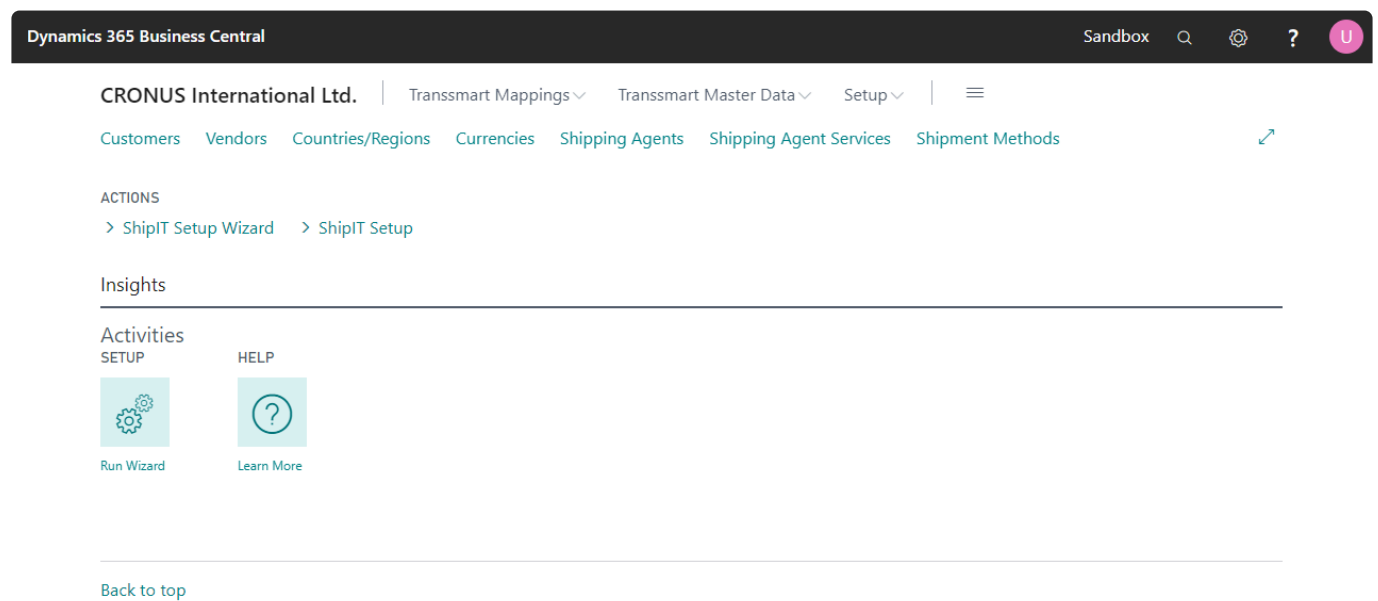 Dynamics 365 Business Central Sandbox ? U
CRONUS International Ltd. Transsmart Mappings Transsmart Master Data Setup
Customers Vendors Countries/Regions Currencies Shipping Agents Shipping Agent Services Shipment Methods
ACTIONS
> ShipIT Setup Wizard > ShipIT Setup
Insights
Activities
SETUP HELP
?
Run Wizard Learn More
Back to top